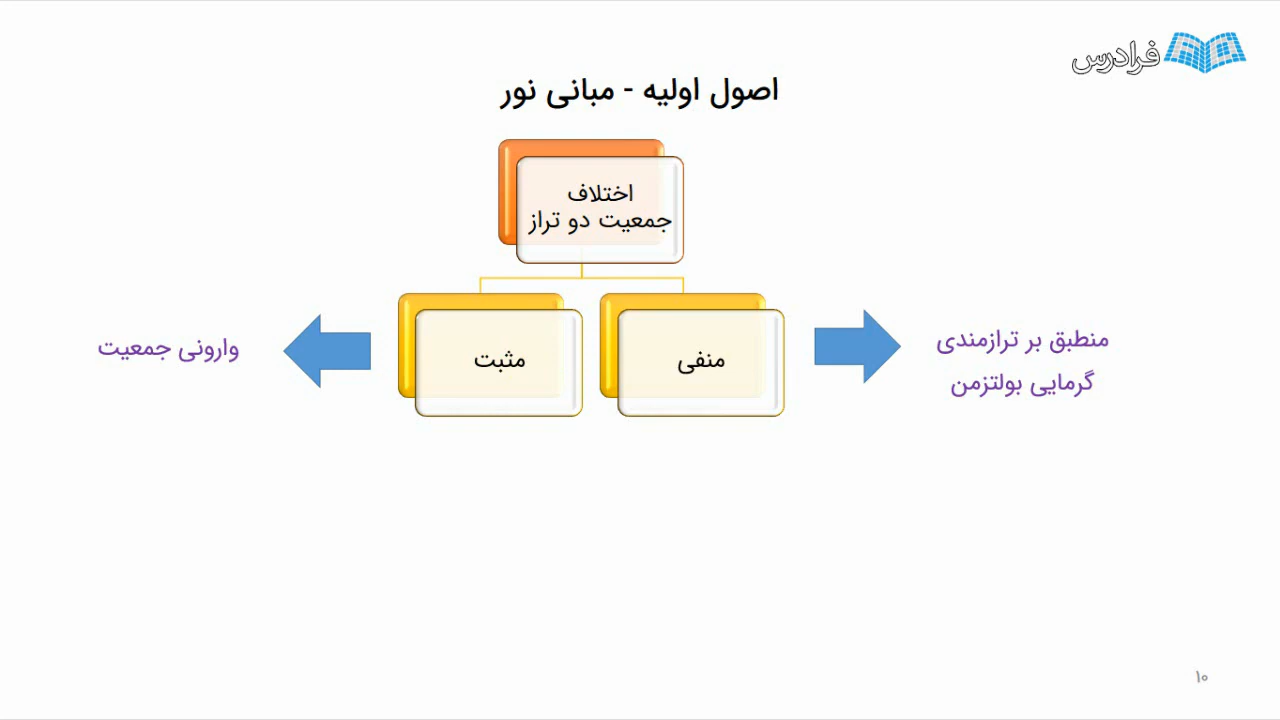 فرادرس
اصول اولیه - مبانی نور
اختلاف
جمعیت دو تراز
منفی
مثبت
منطبق بر ترازمندی
گرمایی بولتزمن
وارونی جمعیت
۱۰